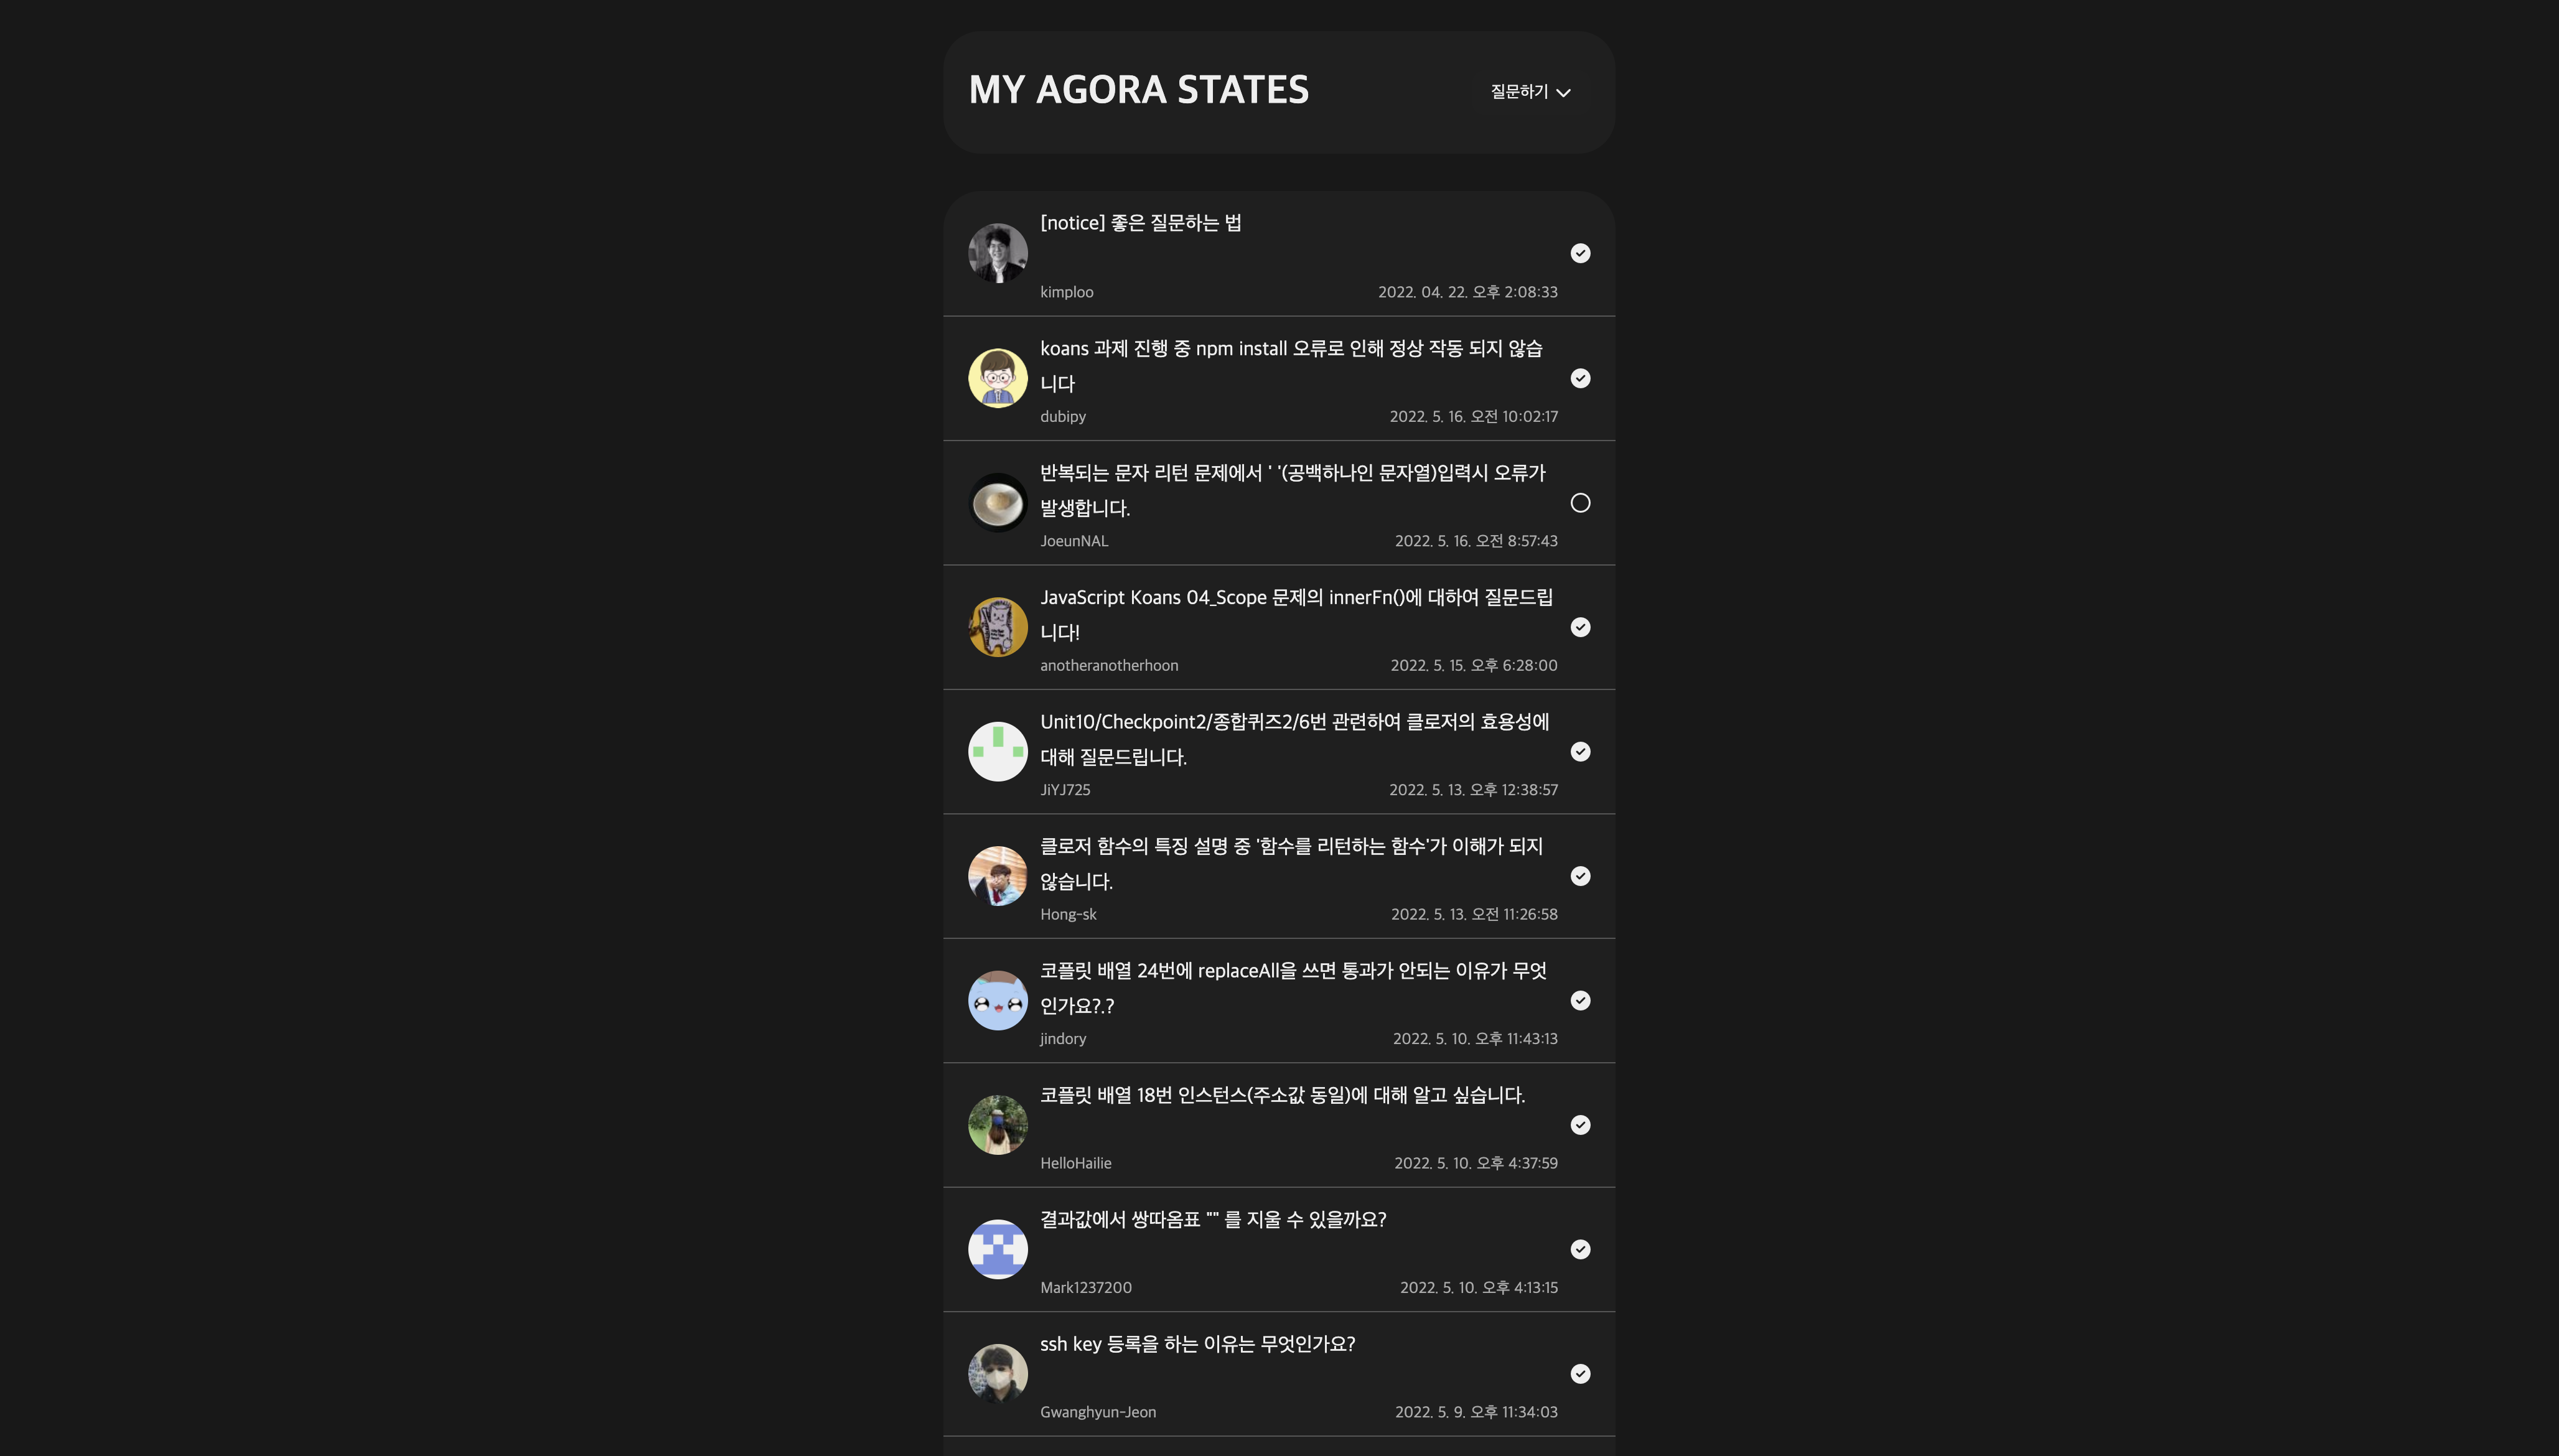 MY AGORA STATES
질문하기
[notice] 좋은 질문하는 법
kimploo 2022. 04. 22. 오후 2:08:33
koans 과제 진행 중 npm install 오류로 인해 정상 작동 되지 않습
니다
dubipy 2022. 5. 16. 오전 10:02:17
반복되는 문자 리턴 문제에서 ' '(공백하나인 문자열)입력시 오류가
발생합니다.
JoeunNAL 2022. 5. 16. 오전 8:57:43
JavaScript Koans 04_Scope 문제의 innerFn()에 대하여 질문드립
니다!
anotheranotherhoon 2022. 5. 15. 오후 6:28:00
Unit10/Checkpoint2/종합퀴즈2/6번 관련하여 클로저의 효용성에
대해 질문드립니다.
JiYJ725 2022. 5. 13. 오후 12:38:57
클로저 함수의 특징 설명 중 '함수를 리턴하는 함수'가 이해가 되지
않습니다.
Hong-sk 2022. 5. 13. 오전 11:26:58
코플릿 배열 24번에 replaceAll을 쓰면 통과가 안되는 이유가 무엇
인가요?.?
jindory 2022. 5. 10. 오후 11:43:13
코플릿 배열 18번 인스턴스(주소값 동일)에 대해 알고 싶습니다.
HelloHailie 2022. 5. 10. 오후 4:37:59
결과값에서 쌍따옴표 "" 를 지울 수 있을까요?
Mark1237200 2022. 5. 10. 오후 4:13:15
ssh key 등록을 하는 이유는 무엇인가요?
Gwanghyun-Jeon 2022. 5. 9. 오후 11:34:03